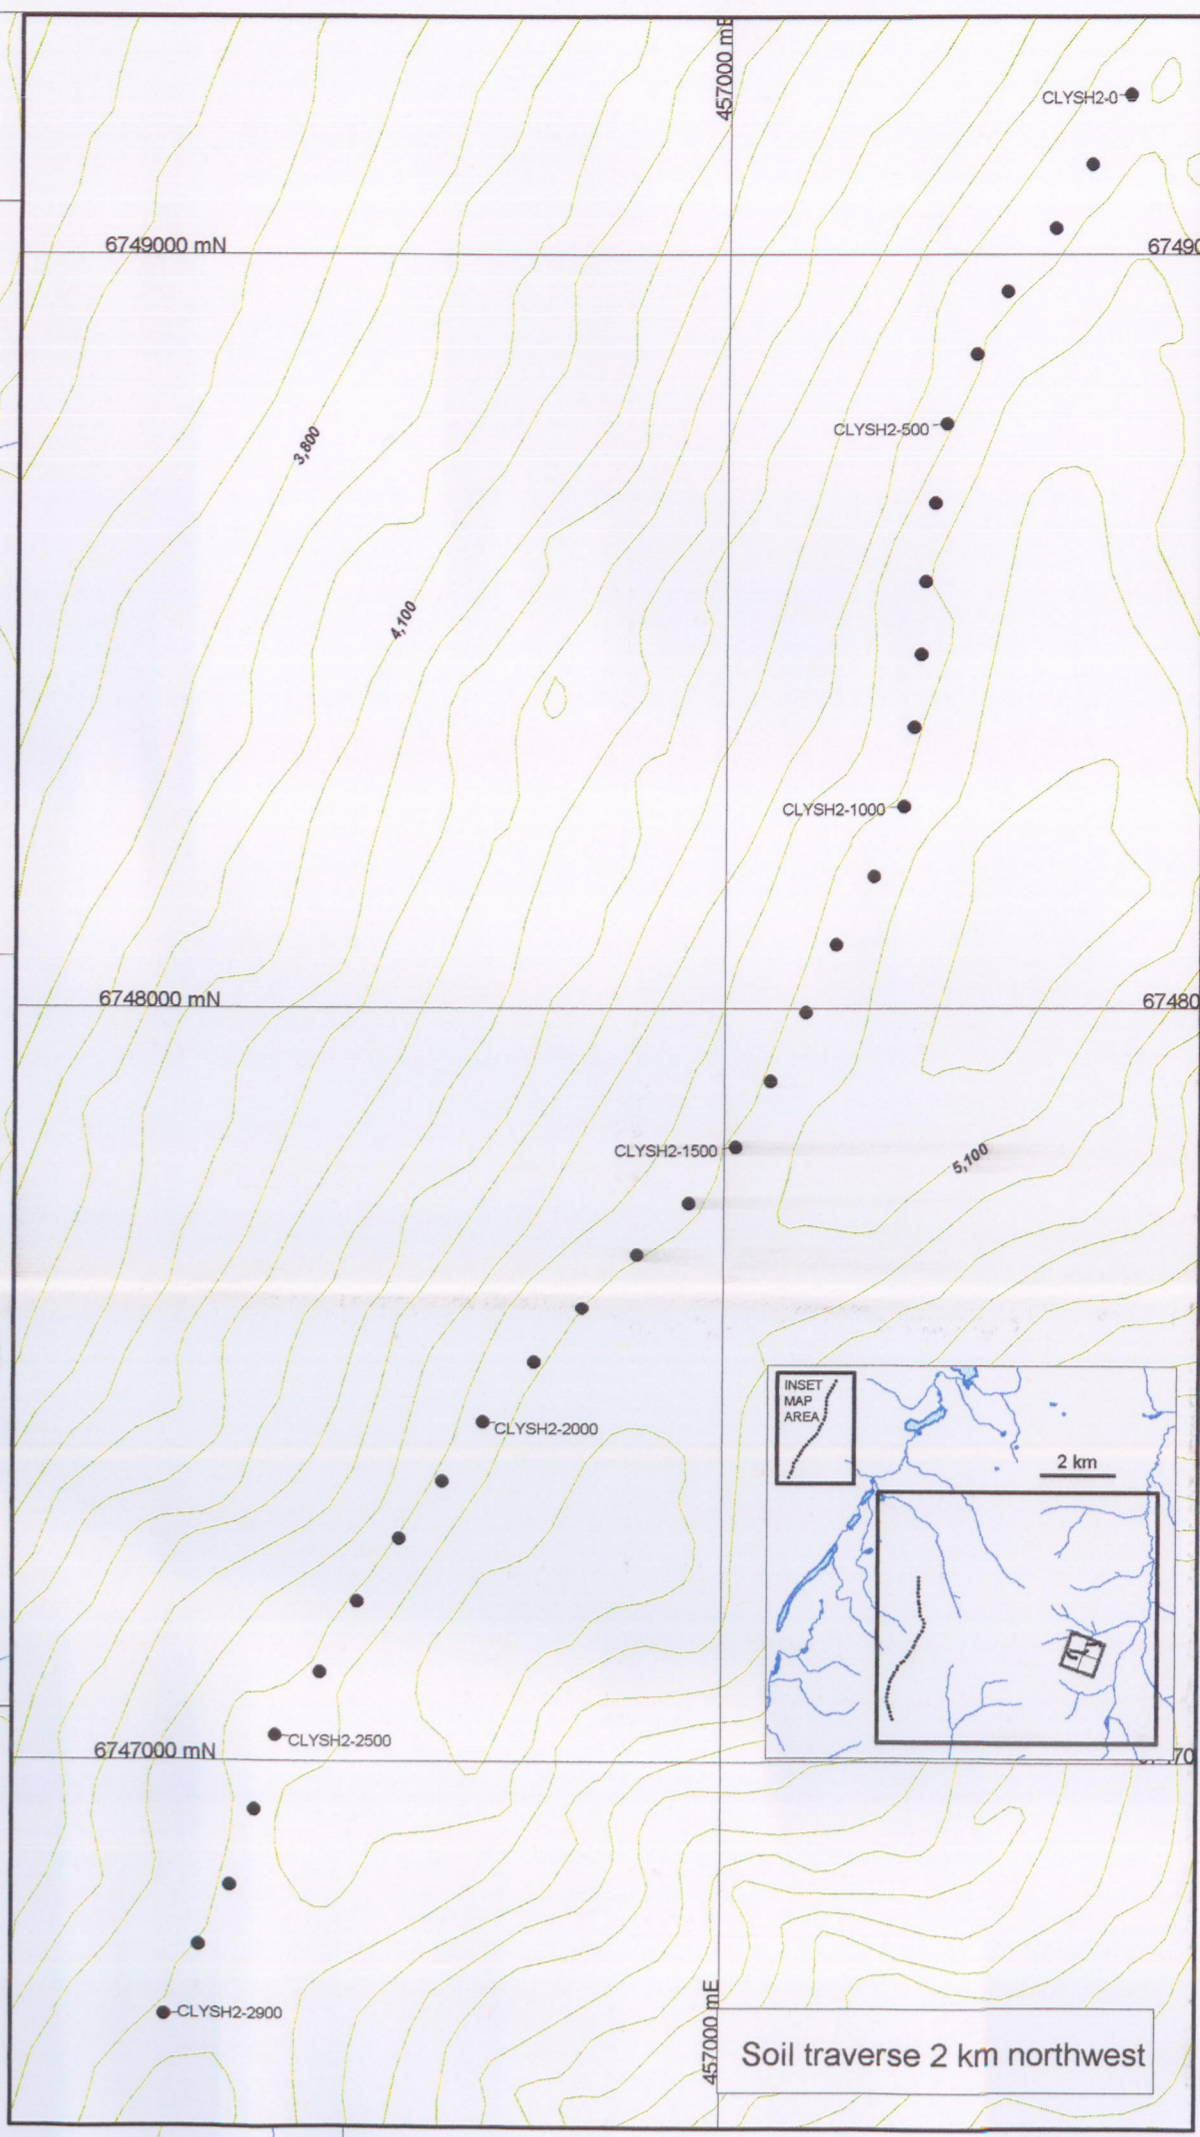 457000 mE
CLYSH2-0
6749000 mN
67490
CLYSH2-500
3,800
4,100
CLYSH2-1000
6748000 mN
67480
CLYSH2-1500
5,100
INSET
MAP
AREA
2 km
CLYSH2-2000
CLYSH2-2500
6747000 mN
CLYSH2-2900
457000 mE
Soil traverse 2 km northwest